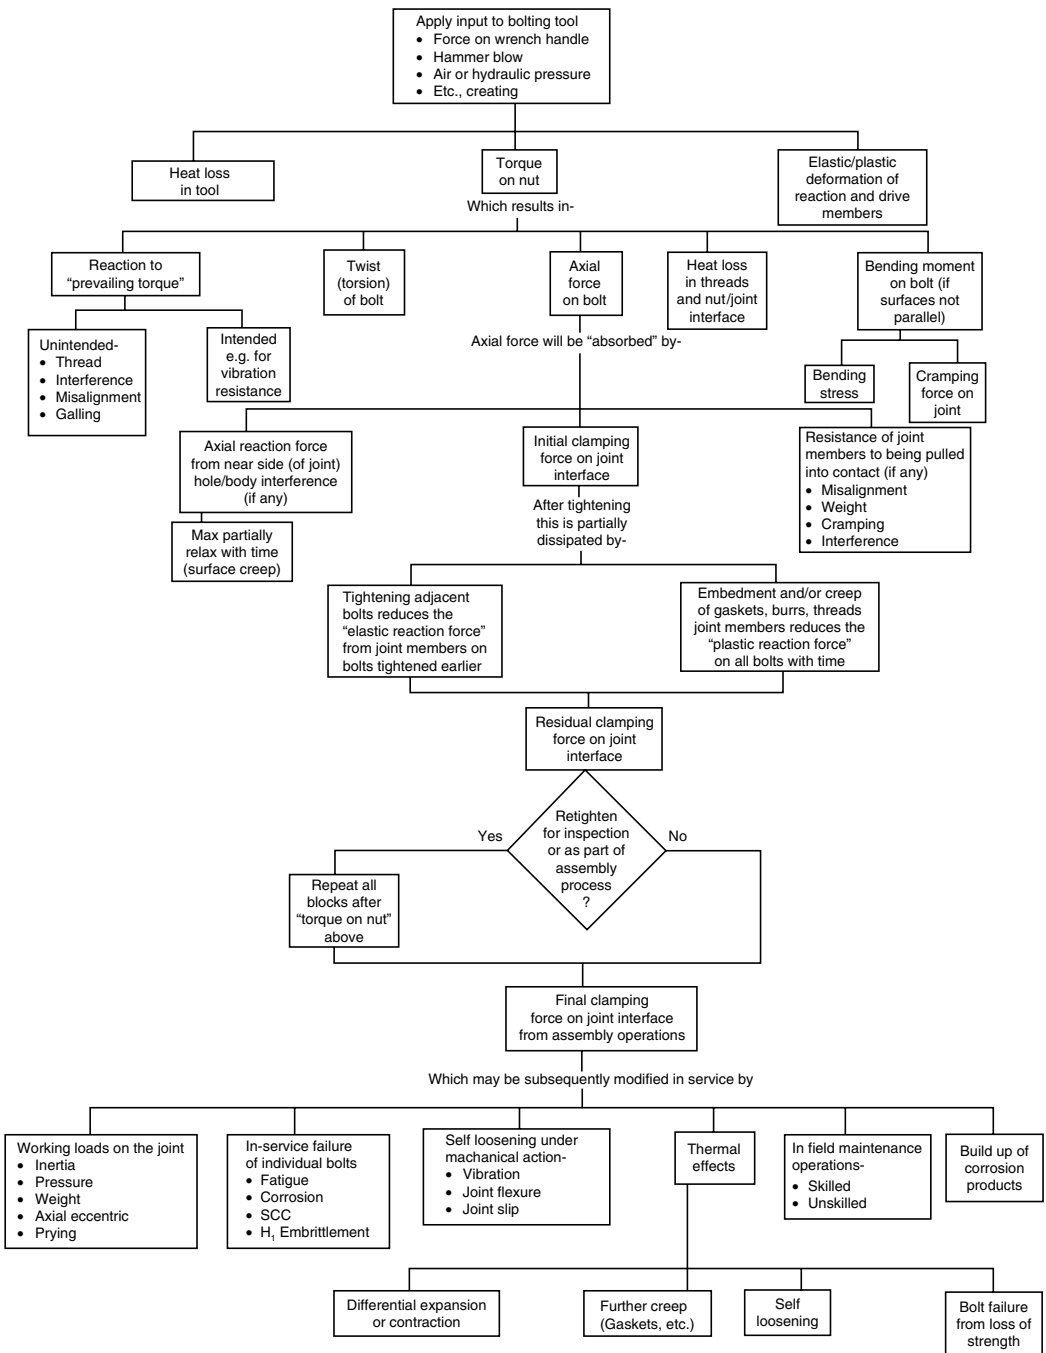 Apply input to bolting tool
• Force on wrench handle
• Hammer blow
• Air or hydraulic pressure
• Etc., creating
Heat loss
in tool
Torque
on nut
Elastic/plastic
deformation of
reaction and drive
members
Which results in-
Reaction to
“prevailing torque”
Twist
(torsion)
of bolt
Axial
force
on bolt
Heat loss
in threads
and nut/joint
interface
Bending moment
on bolt (if
surfaces not
parallel)
Unintended-
• Thread
• Interference
• Misalignment
• Galling
Intended
e.g. for
vibration
resistance
Axial force will be “absorbed” by-
Bending
stress
Cramping
force on
joint
Axial reaction force
from near side (of joint)
hole/body interference
(if any)
Max partially
relax with time
(surface creep)
Initial clamping
force on joint
interface
Resistance of joint
members to being pulled
into contact (if any)
• Misalignment
• Weight
• Cramping
• Interference
After tightening
this is partially
dissipated by-
Tightening adjacent
bolts reduces the
“elastic reaction force”
from joint members on
bolts tightened earlier
Embedment and/or creep
of gaskets, burrs, threads
joint members reduces the
“plastic reaction force”
on all bolts with time
Residual clamping
force on joint
interface
Retighten
for inspection
or as part of
assembly
process
?
Yes
No
Repeat all
blocks after
“torque on nut”
above
Final clamping
force on joint interface
from assembly operations
Which may be subsequently modified in service by
Working loads on the joint
• Inertia
• Pressure
• Weight
• Axial eccentric
• Prying
In-service failure
of individual bolts
• Fatigue
• Corrosion
• SCC
• H₁ Embrittlement
Self loosening under
machanical action-
• Vibration
• Joint flexure
• Joint slip
Thermal
effects
In field maintenance
operations-
• Skilled
• Unskilled
Build up of
corrosion
products
Differential expansion
or contraction
Further creep
(Gaskets, etc.)
Self
loosening
Bolt failure
from loss of
strength